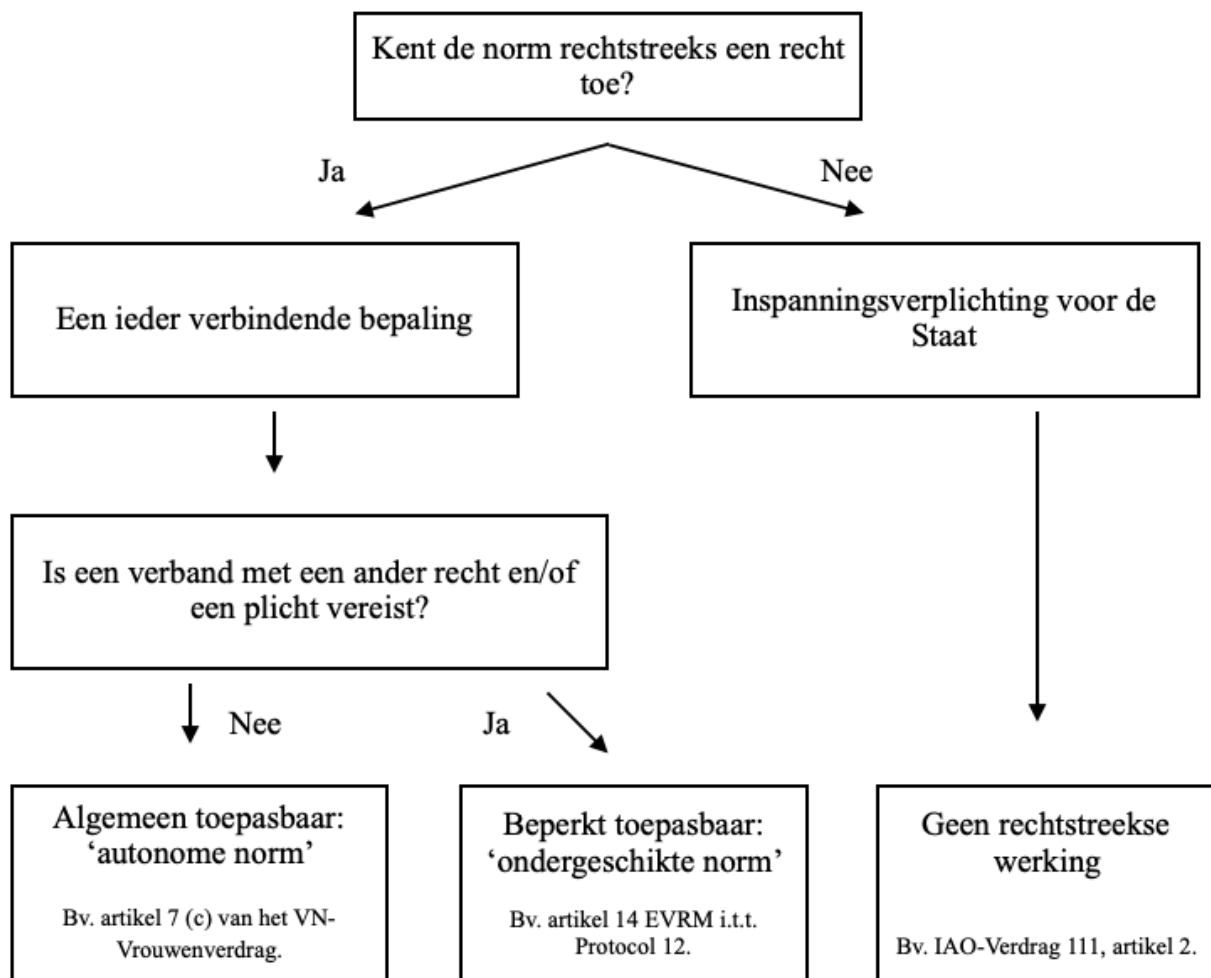 Kent de norm rechtstreeks een recht
toe?
Ja
Nee
Een ieder verbindende bepaling
Inspanningsverplichting voor de
Staat
Is een verband met een ander recht en/of
een plicht vereist?
Nee
Ja
Algemeen toepasbaar:
‘autonome norm’
Bv. artikel 7 (c) van het VN-
Vrouwenverdrag.
Beperkt toepasbaar:
‘ondergeschikte norm’
Bv. artikel 14 EVRM i.t.t.
Protocol 12.
Geen rechtstreekse
werking
Bv. IAO-Verdrag 111, artikel 2.